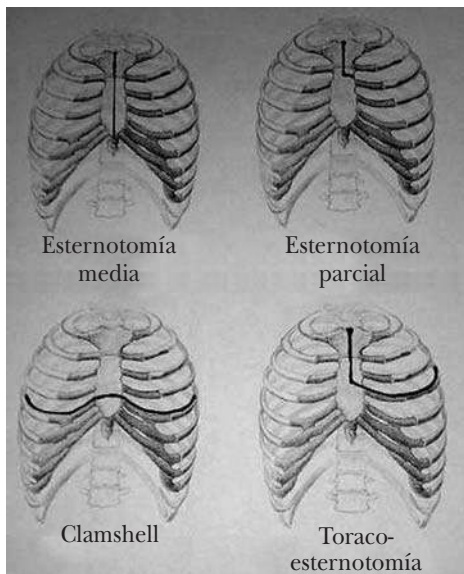 Esternotomía
media
Esternotomía
parcial
Clamshell
Toraco-
esternotomía